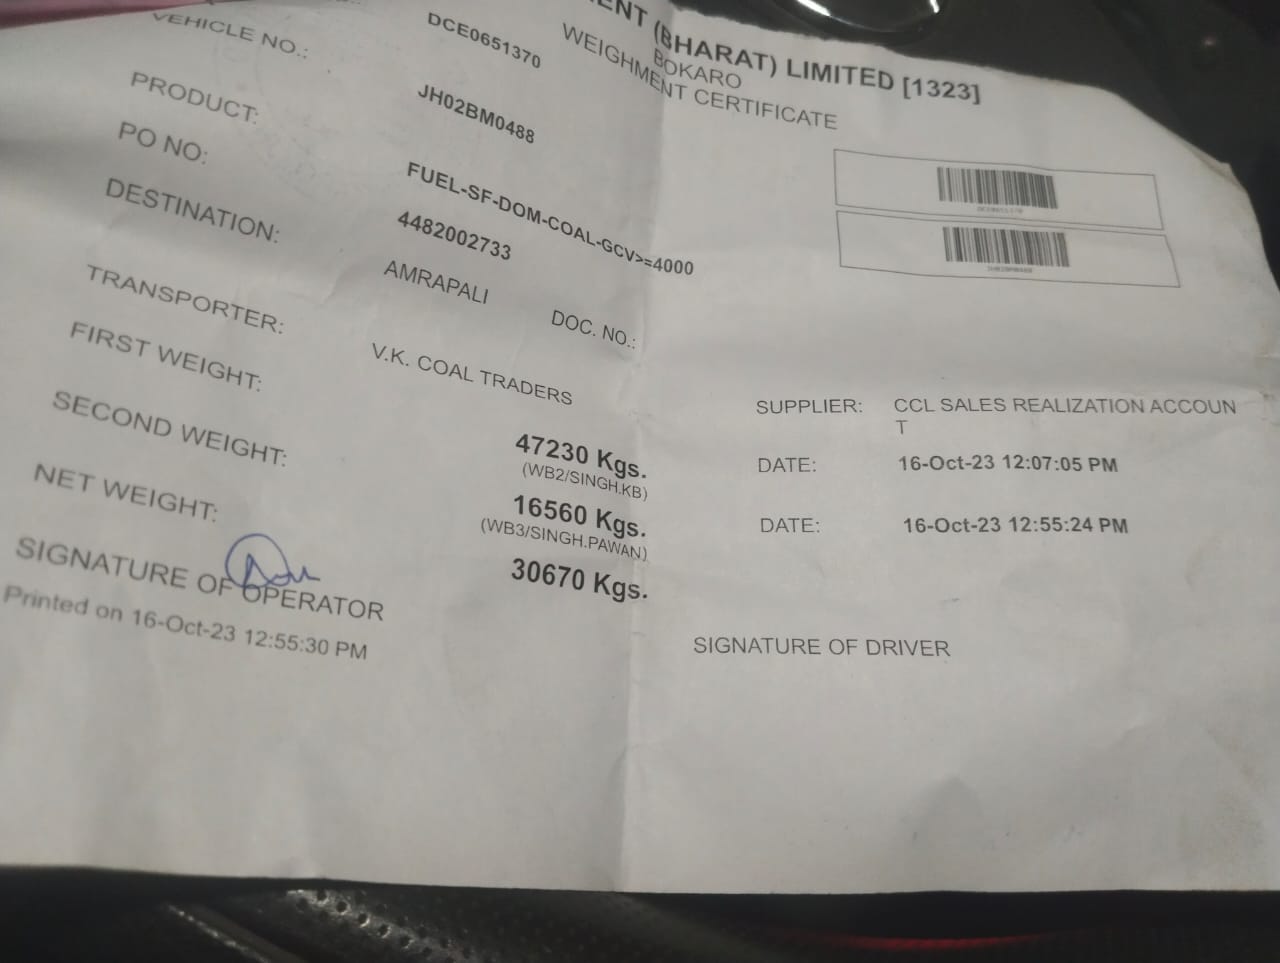 ENT (BHARAT) LIMITED [1323]
BOKARO
WEIGHMENT CERTIFICATE
DCE0651370
VEHICLE NO.: JH02BM0488
PRODUCT: FUEL-SF-DOM-COAL-GCV>=4000
PO NO: 4482002733
DESTINATION: AMRAPALI DOC. NO.:
TRANSPORTER: V.K. COAL TRADERS SUPPLIER: CCL SALES REALIZATION ACCOUN
T
FIRST WEIGHT: 47230 Kgs. DATE: 16-Oct-23 12:07:05 PM
(WB2/SINGH.KB)
SECOND WEIGHT: 16560 Kgs. DATE: 16-Oct-23 12:55:24 PM
(WB3/SINGH.PAWAN)
NET WEIGHT: 30670 Kgs.
SIGNATURE OF OPERATOR SIGNATURE OF DRIVER
Printed on 16-Oct-23 12:55:30 PM